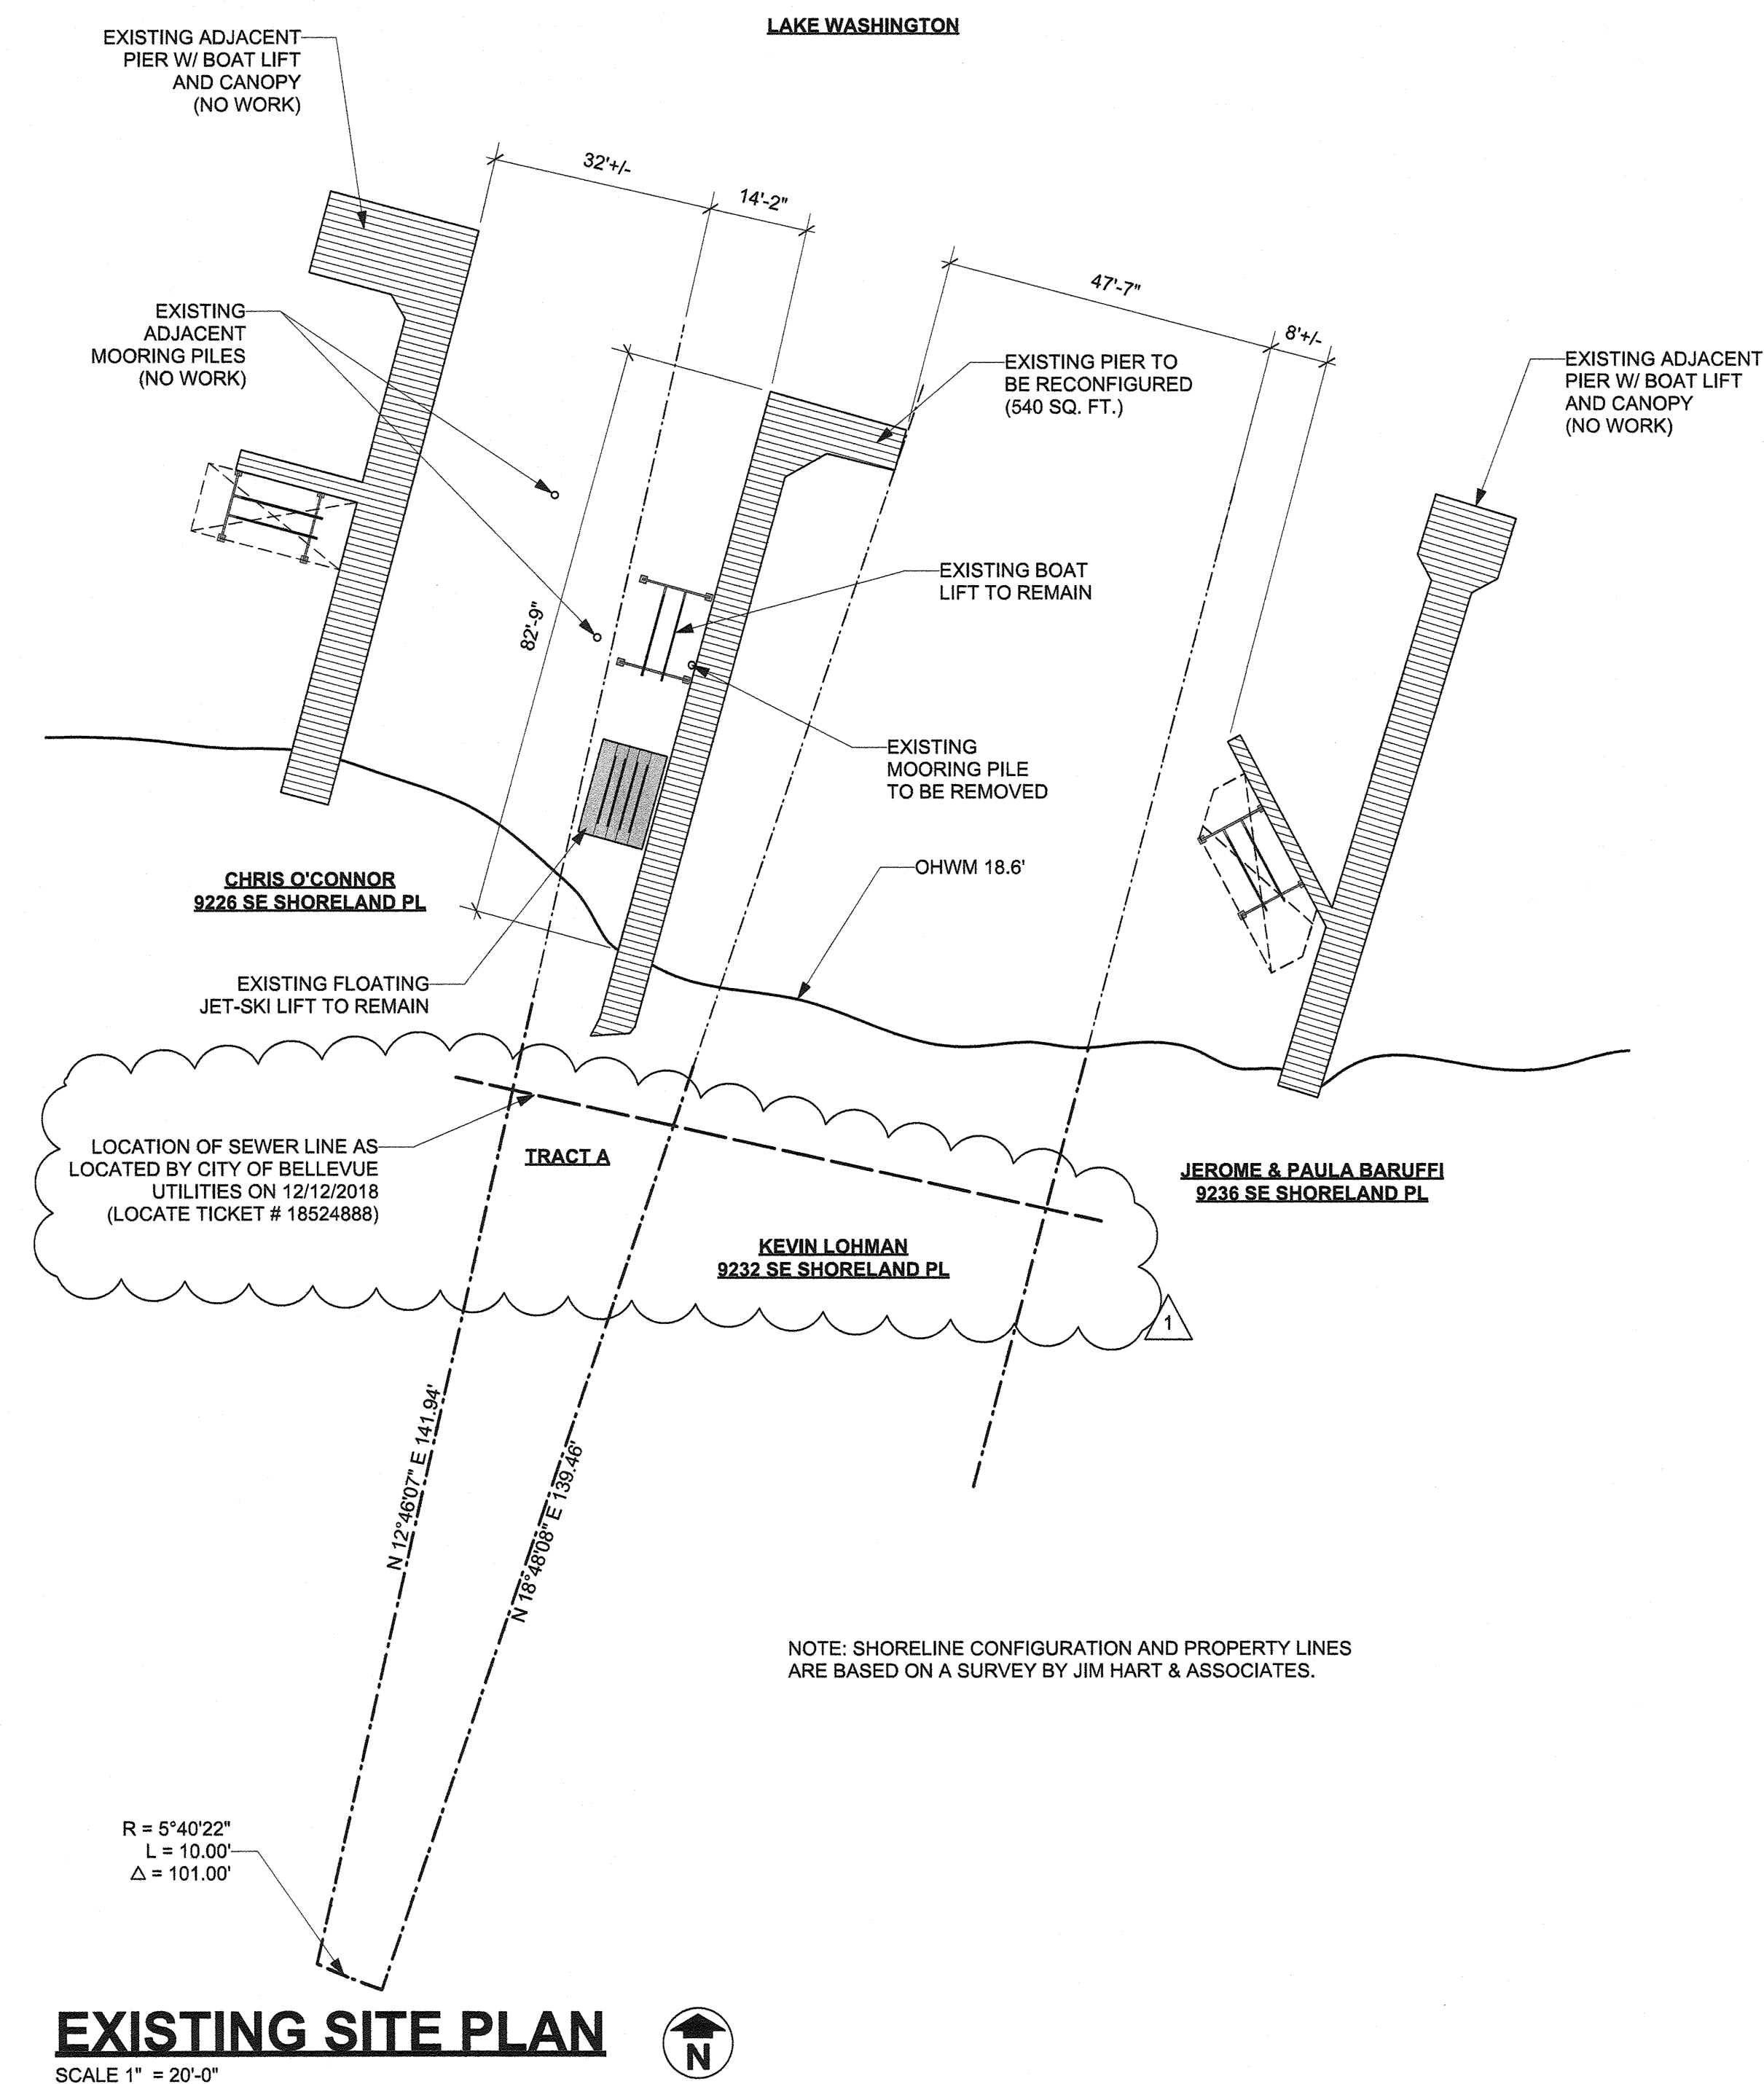 LAKE WASHINGTON
EXISTING ADJACENT
PIER W/ BOAT LIFT
AND CANOPY
(NO WORK)
32'+/-
14'-2"
47'-7"
8'+/-
EXISTING
ADJACENT
MOORING PILES
(NO WORK)
EXISTING PIER TO
BE RECONFIGURED
(540 SQ. FT.)
EXISTING ADJACENT
PIER W/ BOAT LIFT
AND CANOPY
(NO WORK)
EXISTING BOAT
LIFT TO REMAIN
82'-9"
EXISTING
MOORING PILE
TO BE REMOVED
OHWM 18.6'
CHRIS O'CONNOR
9226 SE SHORELAND PL
EXISTING FLOATING
JET-SKI LIFT TO REMAIN
LOCATION OF SEWER LINE AS
LOCATED BY CITY OF BELLEVUE
UTILITIES ON 12/12/2018
(LOCATE TICKET # 18524888)
TRACT A
JEROME & PAULA BARUFFI
9236 SE SHORELAND PL
KEVIN LOHMAN
9232 SE SHORELAND PL
1
N 12°46'07" E 141.94'
N 18°48'08" E 139.46'
NOTE: SHORELINE CONFIGURATION AND PROPERTY LINES
ARE BASED ON A SURVEY BY JIM HART & ASSOCIATES.
R = 5°40'22"
L = 10.00'
Δ = 101.00'
EXISTING SITE PLAN
N
SCALE 1" = 20'-0"